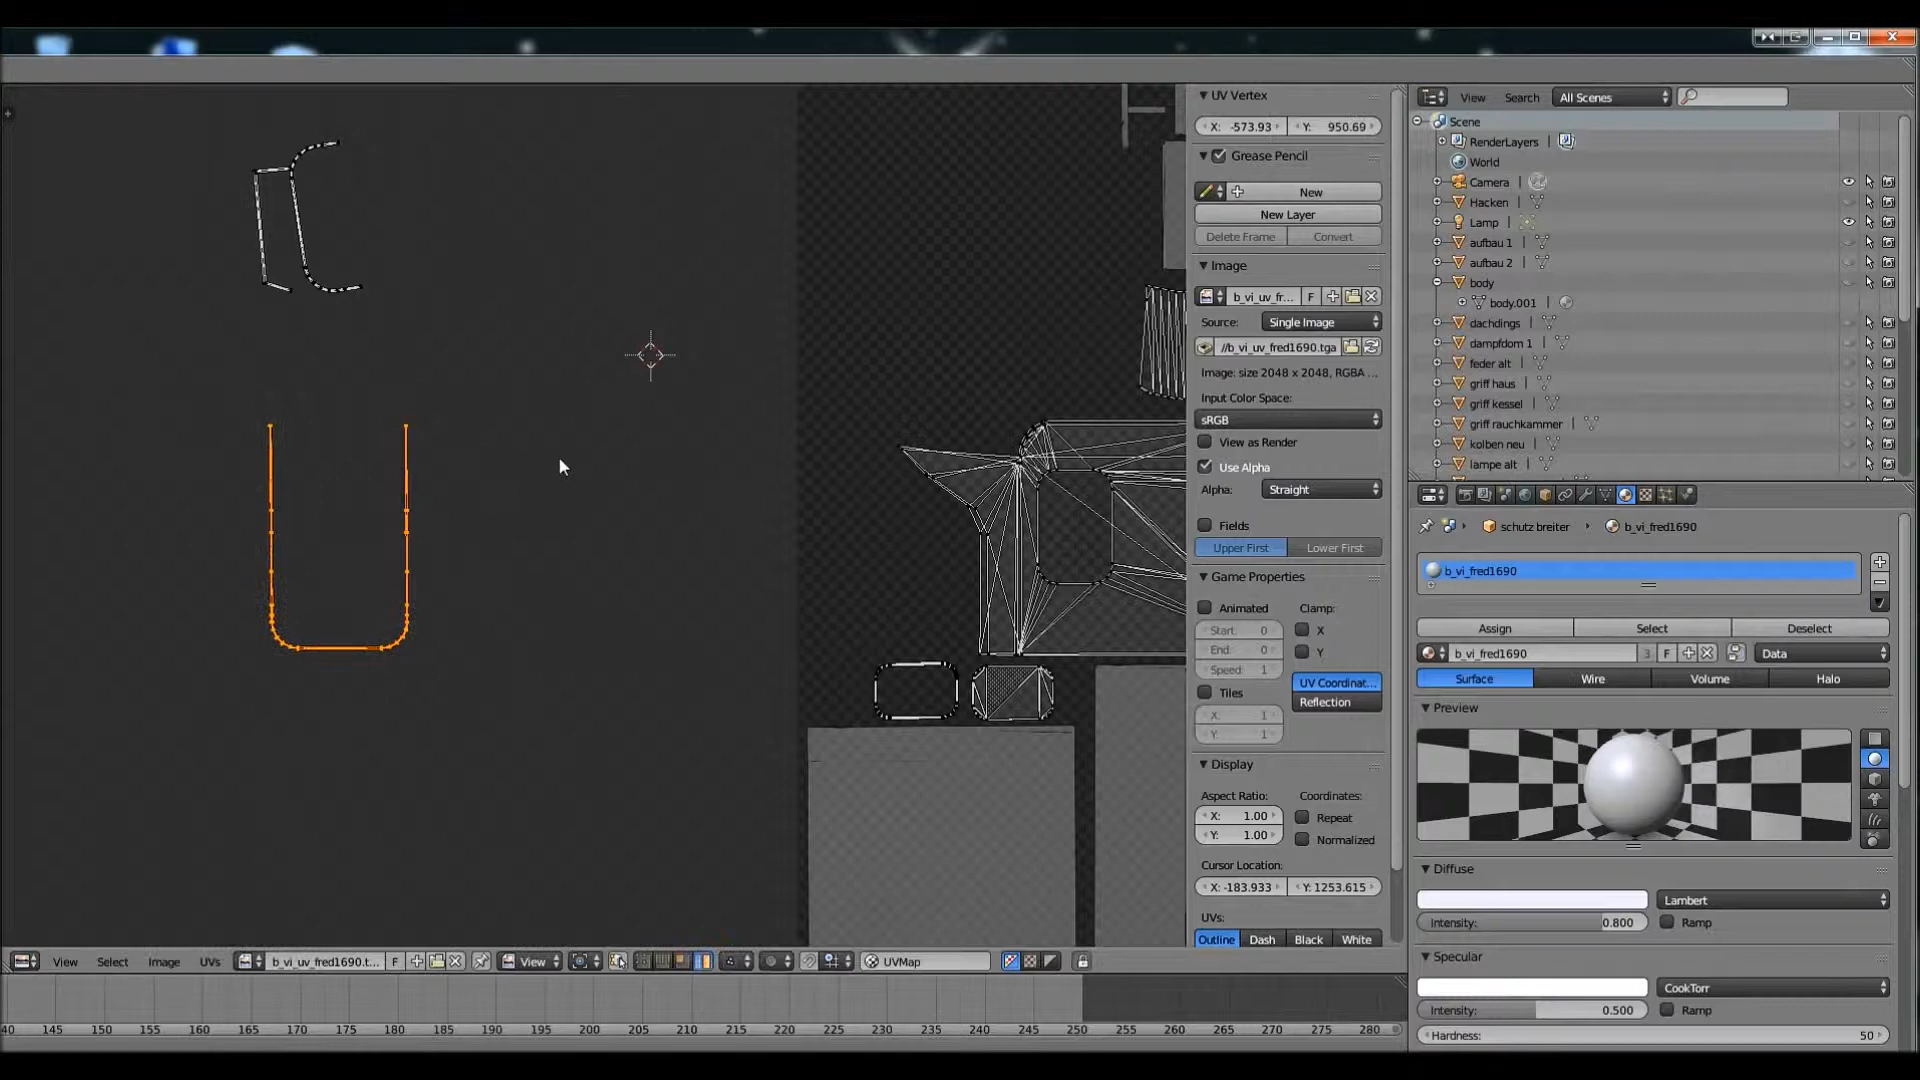 UV Vertex
X: -573.93 Y: 950.69
Grease Pencil
New
New Layer
Delete Frame Convert
Image
b_vi_uv_fr... F
Source: Single Image
//b_vi_uv_fred1690.tga
Image: size 2048 x 2048, RGBA ...
Input Color Space:
sRGB
View as Render
Use Alpha
Alpha: Straight
Fields
Upper First Lower First
Game Properties
Animated Clamp:
Start: 0 X
End: 0 Y
Speed: 1
Tiles UV Coordinat...
X: 1 Reflection
Y: 1
Display
Aspect Ratio: Coordinates:
X: 1.00 Repeat
Y: 1.00 Normalized
Cursor Location:
X: -183.933 Y: 1253.615
UVs:
Outline Dash Black White
View Search All Scenes
Scene
RenderLayers
World
Camera
Hacken
Lamp
aufbau 1
aufbau 2
body
body.001
dachdings
dampfdom 1
feder alt
griff haus
griff kessel
griff rauchkammer
kolben neu
lampe alt
schutz breiter b_vi_fred1690
b_vi_fred1690
Assign Select Deselect
b_vi_fred1690 3 F Data
Surface Wire Volume Halo
Preview
Diffuse
Lambert
Intensity: 0.800 Ramp
Specular
CookTorr
Intensity: 0.500 Ramp
Hardness: 50
View Select Image UVs b_vi_uv_fred1690.t... F View UVMap
40 145 155 160 165 170 175 180 185 190 195 200 205 210 215 220 225 230 235 240 245 250 255 260 265 270 275 280